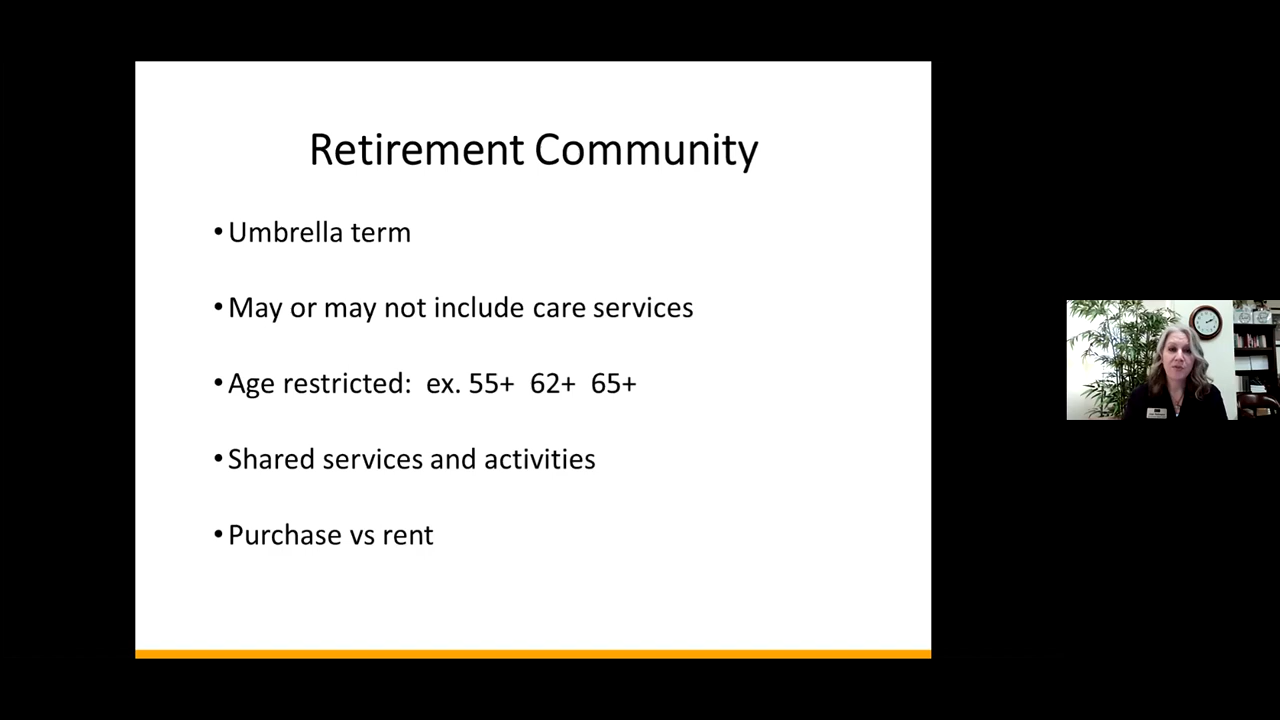 Retirement Community
•Umbrella term
•May or may not include care services
•Age restricted: ex. 55+ 62+ 65+
•Shared services and activities
•Purchase vs rent